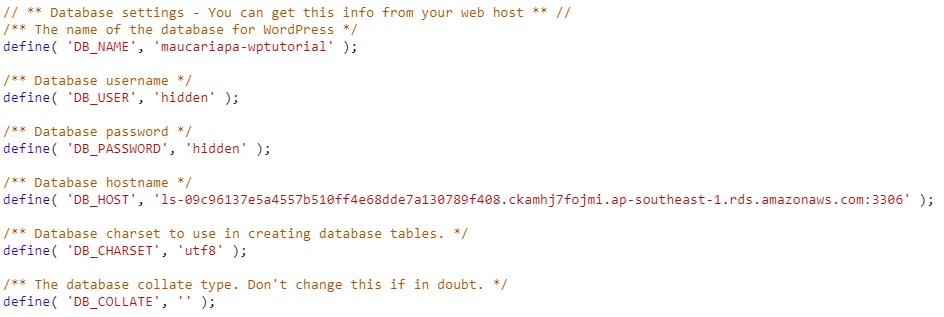 // ** Database settings - You can get this info from your web host ** //
/** The name of the database for WordPress */
define( 'DB_NAME', 'maucariapa-wptutorial' );
/** Database username */
define( 'DB_USER', 'hidden' );
/** Database password */
define( 'DB_PASSWORD', 'hidden' );
/** Database hostname */
define( 'DB_HOST', 'ls-09c96137e5a4557b510ff4e68dde7a130789f408.ckamhj7fojmi.ap-southeast-1.rds.amazonaws.com:3306' );
/** Database charset to use in creating database tables. */
define( 'DB_CHARSET', 'utf8' );
/** The database collate type. Don't change this if in doubt. */
define( 'DB_COLLATE', '' );